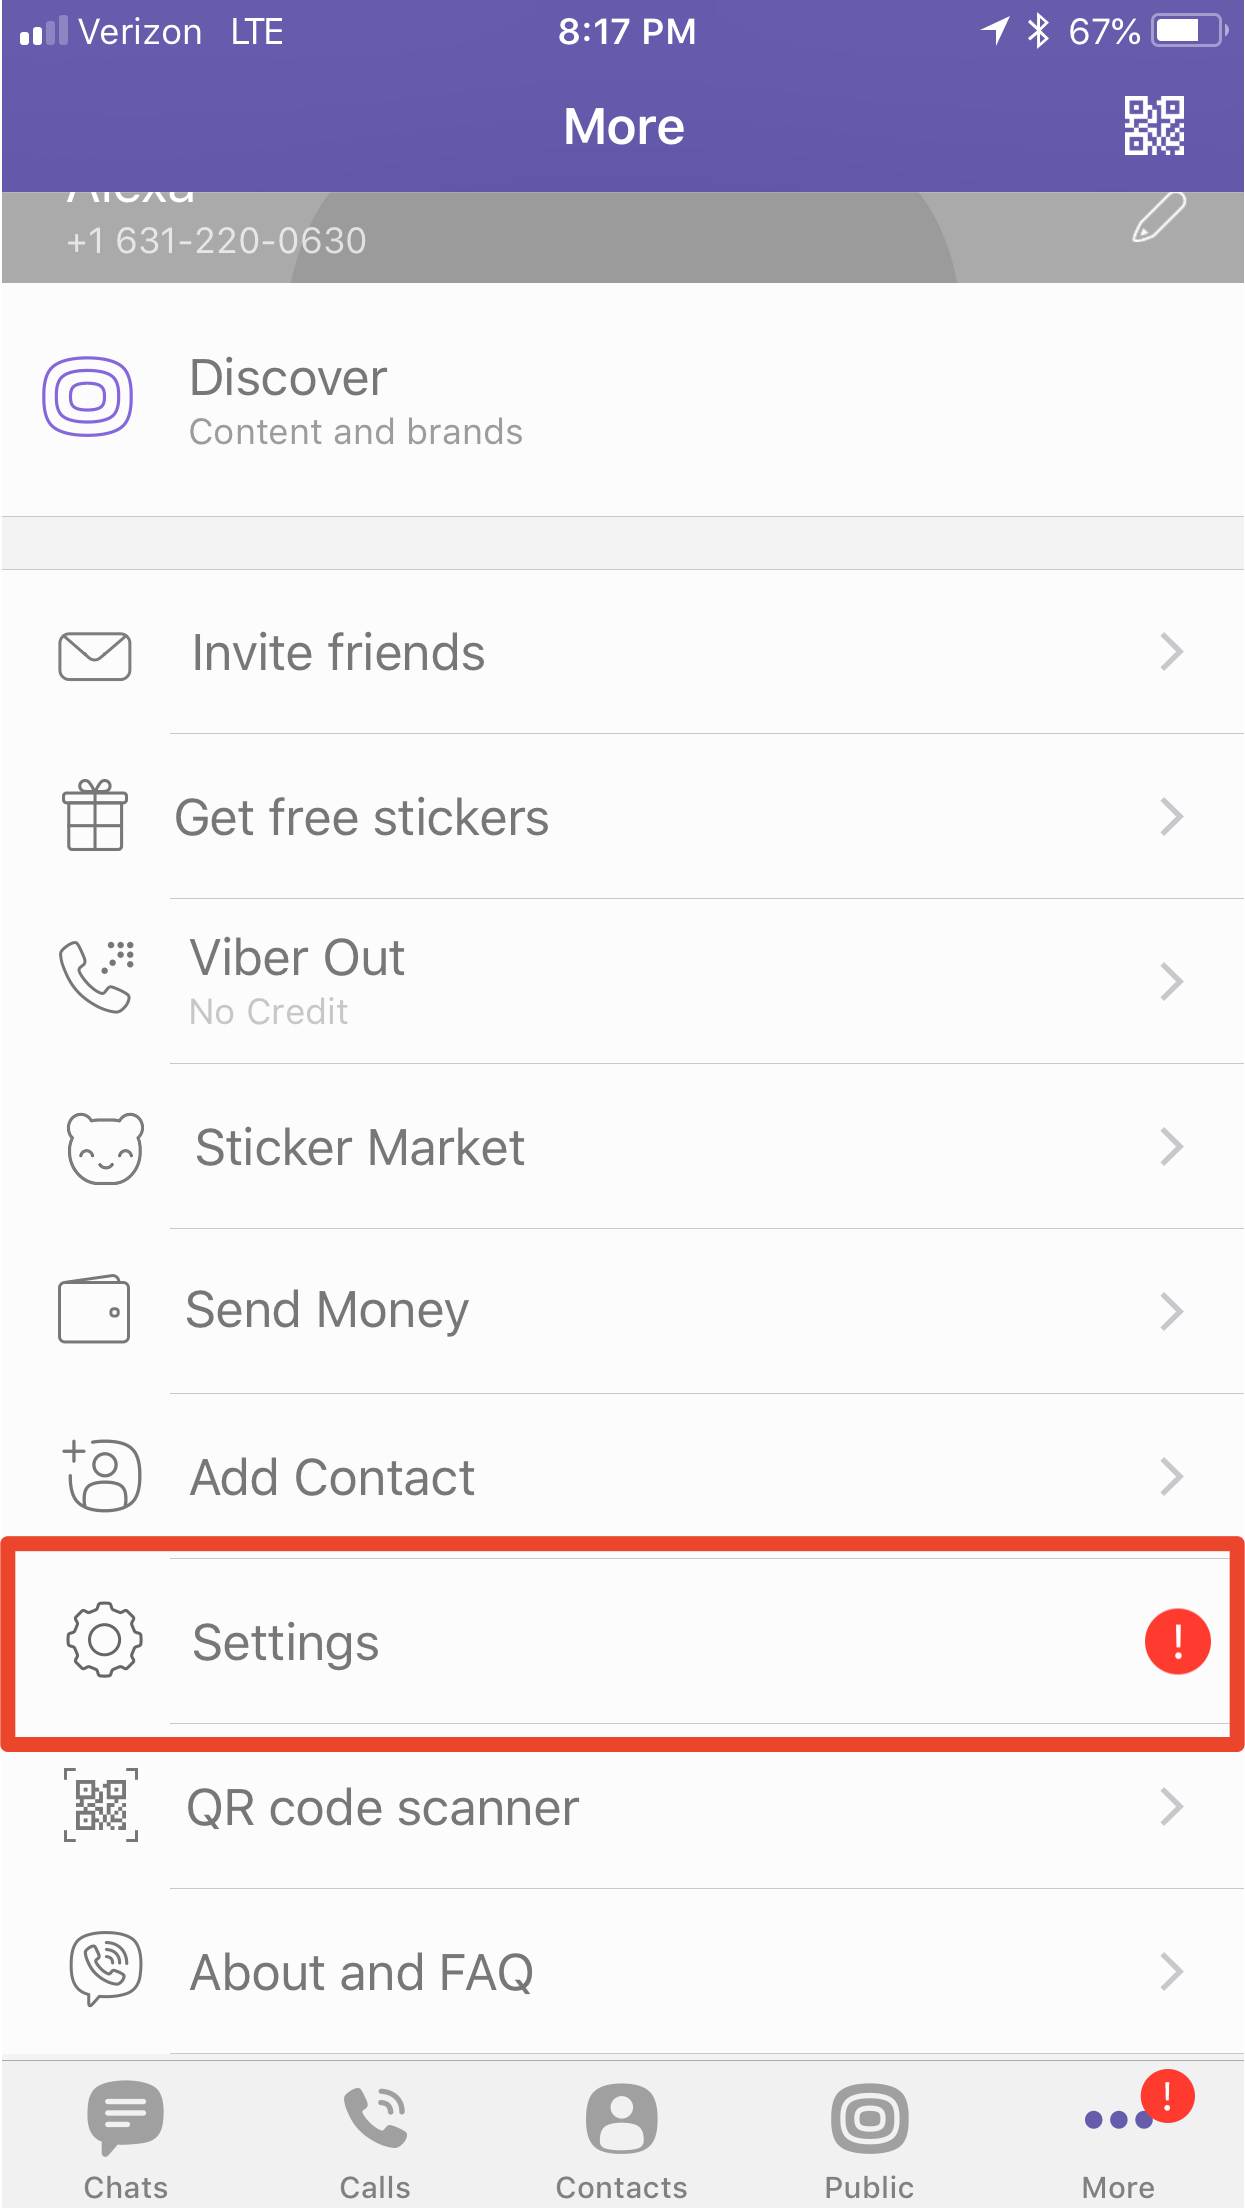 Verizon LTE 8:17 PM 67%
More
Alexa
+1 631-220-0630
Discover
Content and brands
Invite friends
Get free stickers
Viber Out
No Credit
Sticker Market
Send Money
Add Contact
Settings !
QR code scanner
About and FAQ
!
Chats Calls Contacts Public More